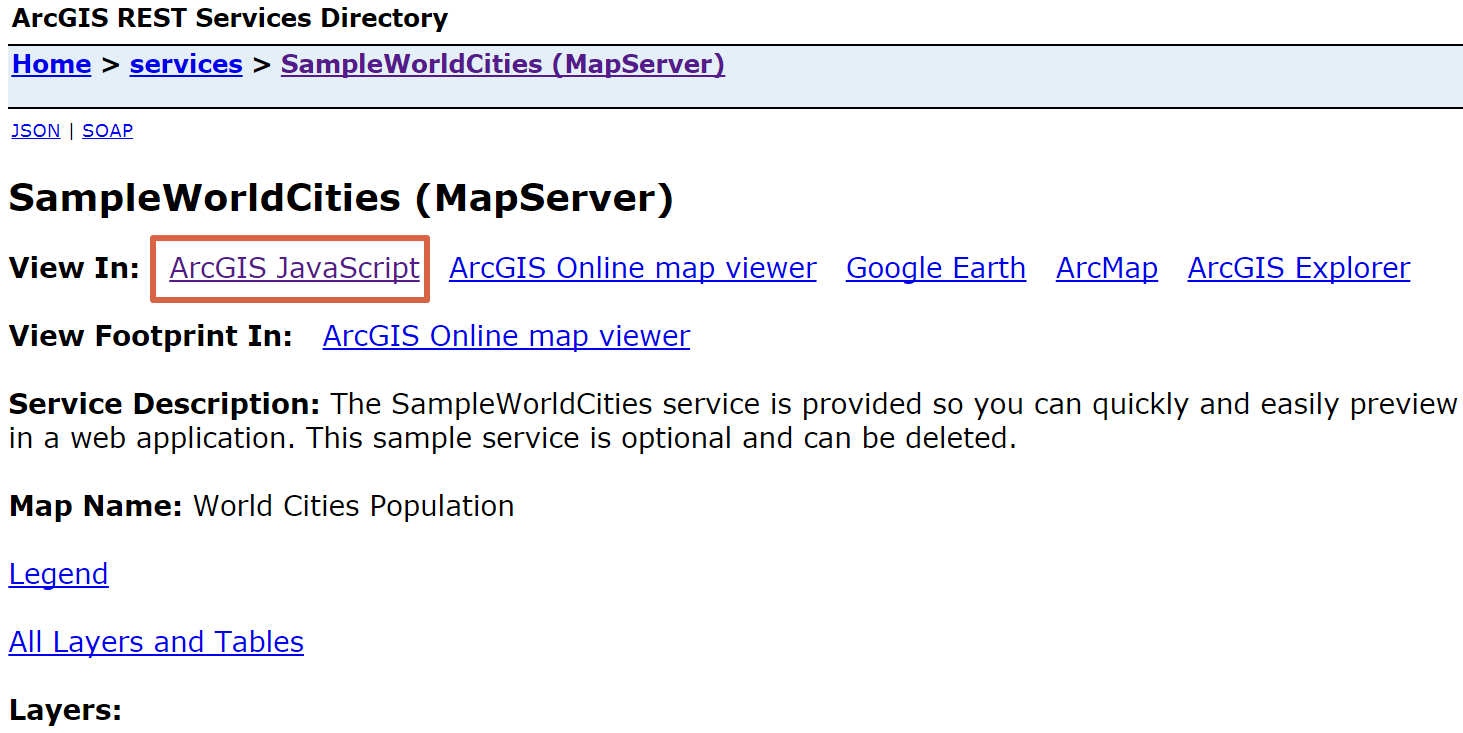 ArcGIS REST Services Directory
Home > services > SampleWorldCities (MapServer)
JSON | SOAP
SampleWorldCities (MapServer)
View In: ArcGIS JavaScript ArcGIS Online map viewer Google Earth ArcMap ArcGIS Explorer
View Footprint In: ArcGIS Online map viewer
Service Description: The SampleWorldCities service is provided so you can quickly and easily preview
in a web application. This sample service is optional and can be deleted.
Map Name: World Cities Population
Legend
All Layers and Tables
Layers: